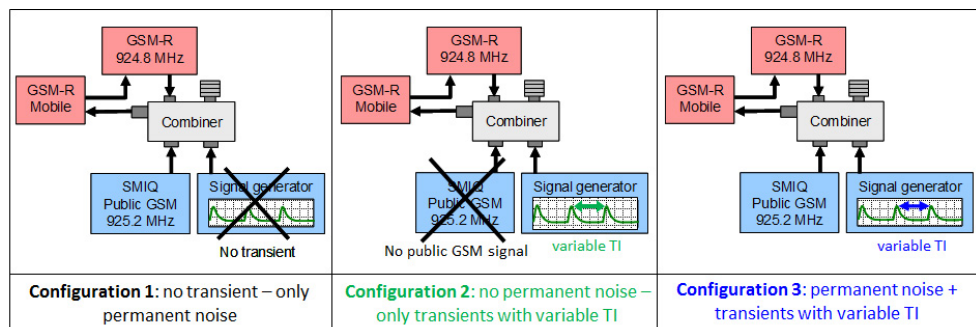 GSM-R
924.8 MHz
GSM-R
Mobile
Combiner
SMIQ
Public GSM
925.2 MHz
Signal generator
No transient
Configuration 1: no transient – only
permanent noise
GSM-R
924.8 MHz
GSM-R
Mobile
Combiner
SMIQ
Public GSM
925.2 MHz
Signal generator
No public GSM signal
variable TI
Configuration 2: no permanent noise –
only transients with variable TI
GSM-R
924.8 MHz
GSM-R
Mobile
Combiner
SMIQ
Public GSM
925.2 MHz
Signal generator
variable TI
Configuration 3: permanent noise +
transients with variable TI